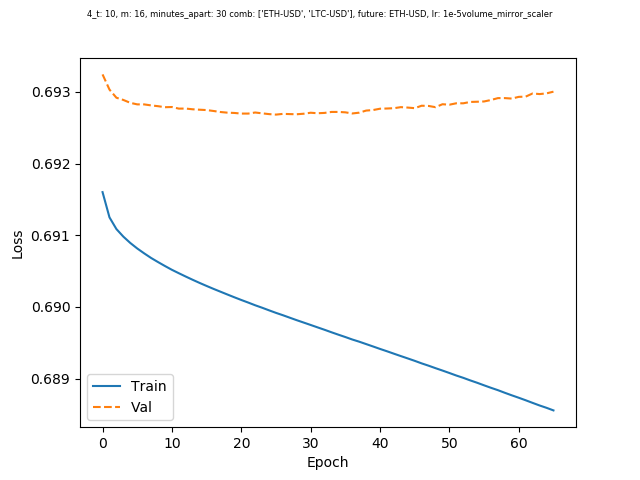 4_t: 10, m: 16, minutes_apart: 30 comb: ['ETH-USD', 'LTC-USD'], future: ETH-USD, lr: 1e-5volume_mirror_scaler
0.693
0.692
0.691
0.690
0.689
Loss
Train
Val
0 10 20 30 40 50 60
Epoch